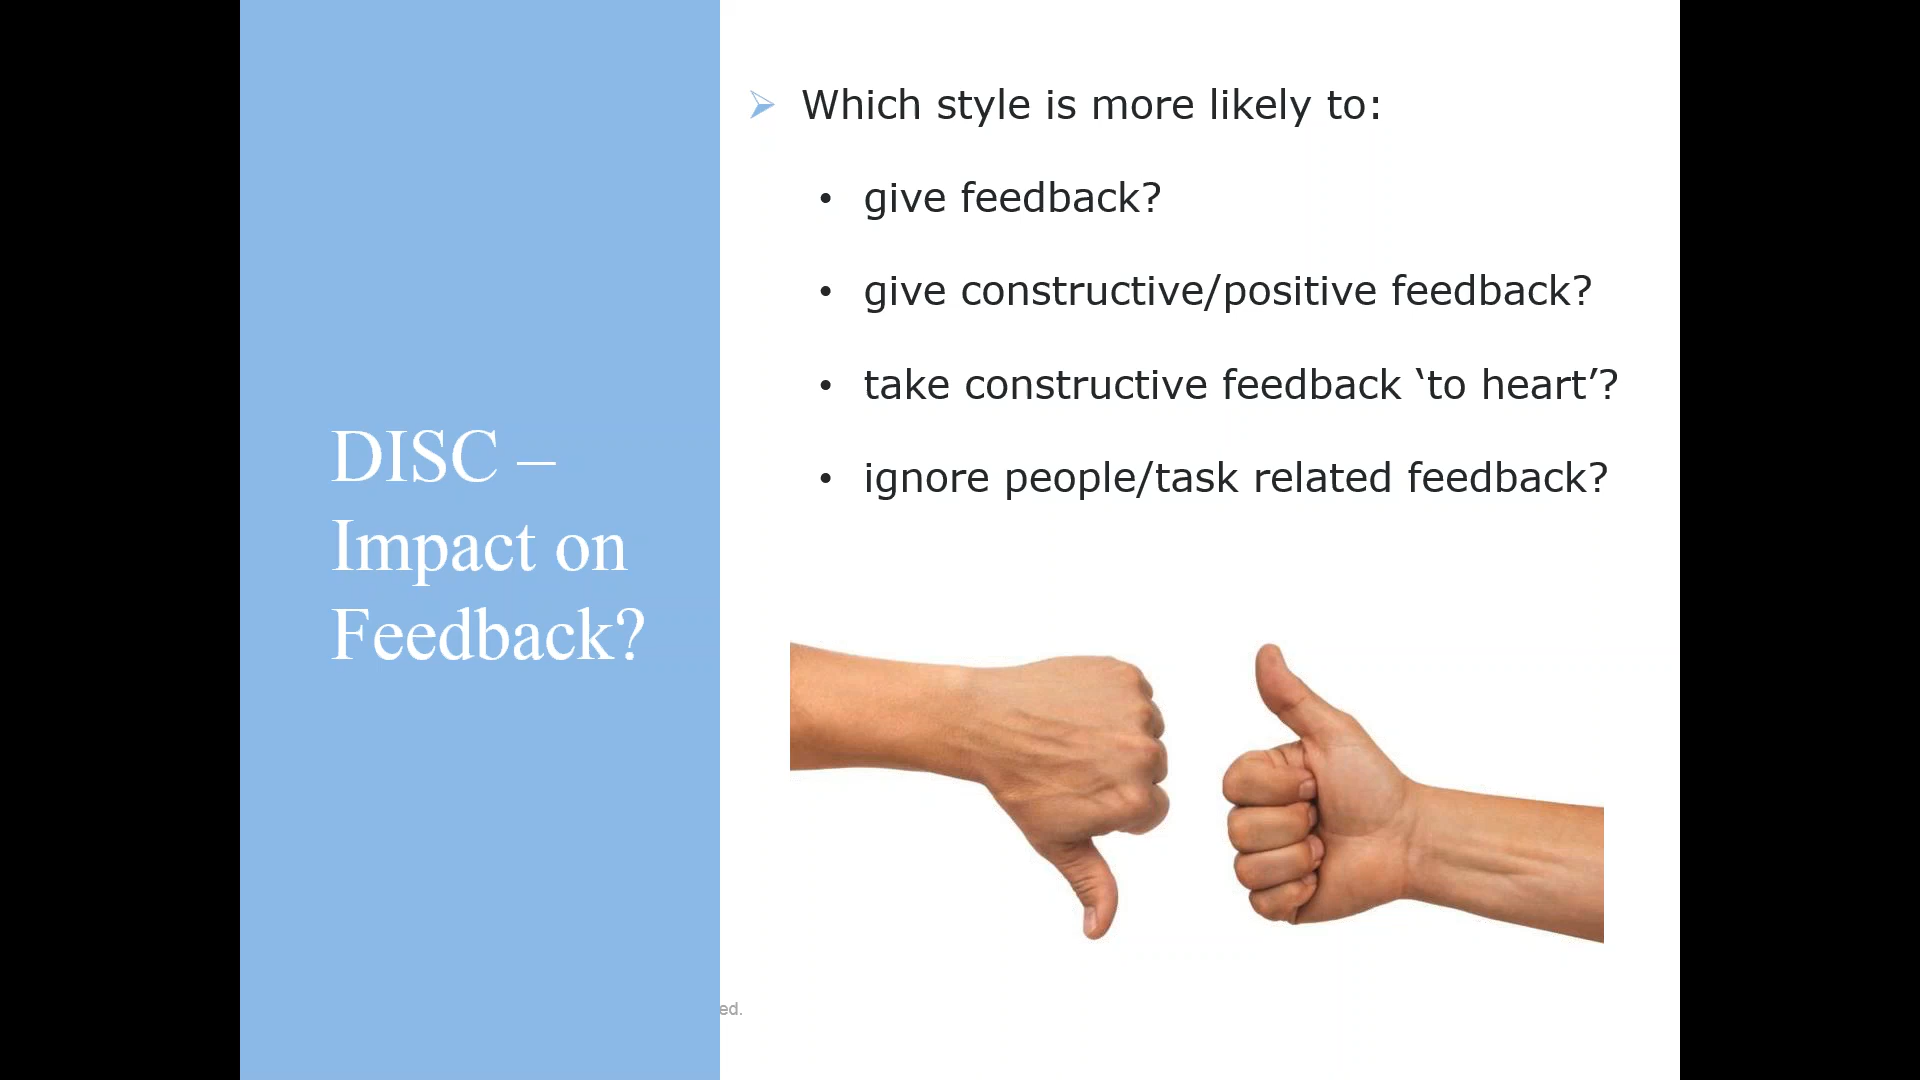 DISC –
Impact on
Feedback?
➢ Which style is more likely to:
• give feedback?
• give constructive/positive feedback?
• take constructive feedback ‘to heart’?
• ignore people/task related feedback?
ed.